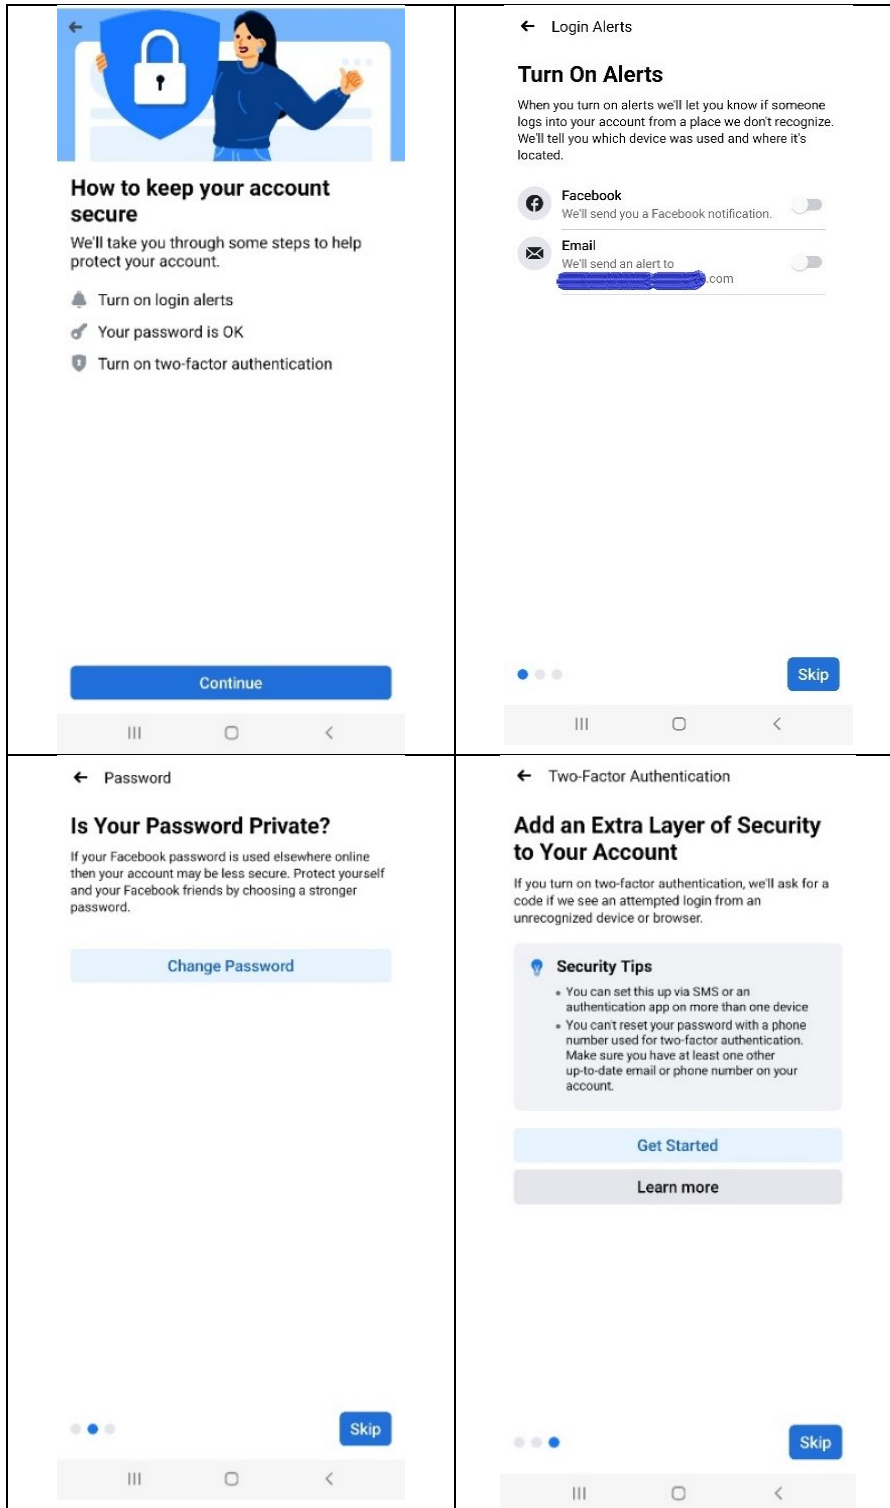 How to keep your account
secure
We'll take you through some steps to help
protect your account.
Turn on login alerts
Your password is OK
Turn on two-factor authentication
Continue
Login Alerts
Turn On Alerts
When you turn on alerts we'll let you know if someone
logs into your account from a place we don't recognize.
We'll tell you which device was used and where it's
located.
Facebook
We'll send you a Facebook notification.
Email
We'll send an alert to
.com
Skip
Password
Is Your Password Private?
If your Facebook password is used elsewhere online
then your account may be less secure. Protect yourself
and your Facebook friends by choosing a stronger
password.
Change Password
Skip
Two-Factor Authentication
Add an Extra Layer of Security
to Your Account
If you turn on two-factor authentication, we'll ask for a
code if we see an attempted login from an
unrecognized device or browser.
Security Tips
• You can set this up via SMS or an
authentication app on more than one device
• You can't reset your password with a phone
number used for two-factor authentication.
Make sure you have at least one other
up-to-date email or phone number on your
account.
Get Started
Learn more
Skip